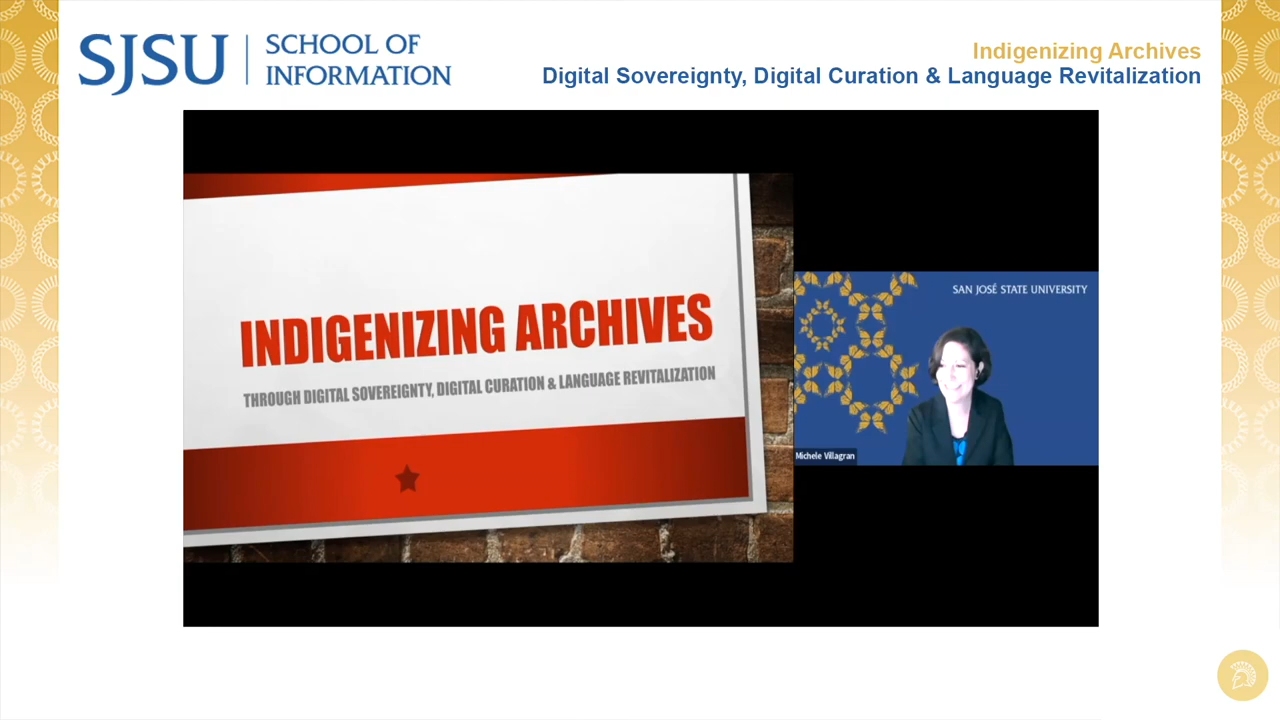 SJSU
SCHOOL OF
INFORMATION
Indigenizing Archives
Digital Sovereignty, Digital Curation & Language Revitalization
INDIGENIZING ARCHIVES
THROUGH DIGITAL SOVEREIGNTY, DIGITAL CURATION & LANGUAGE REVITALIZATION
SAN JOSÉ STATE UNIVERSITY
Michele Villagran